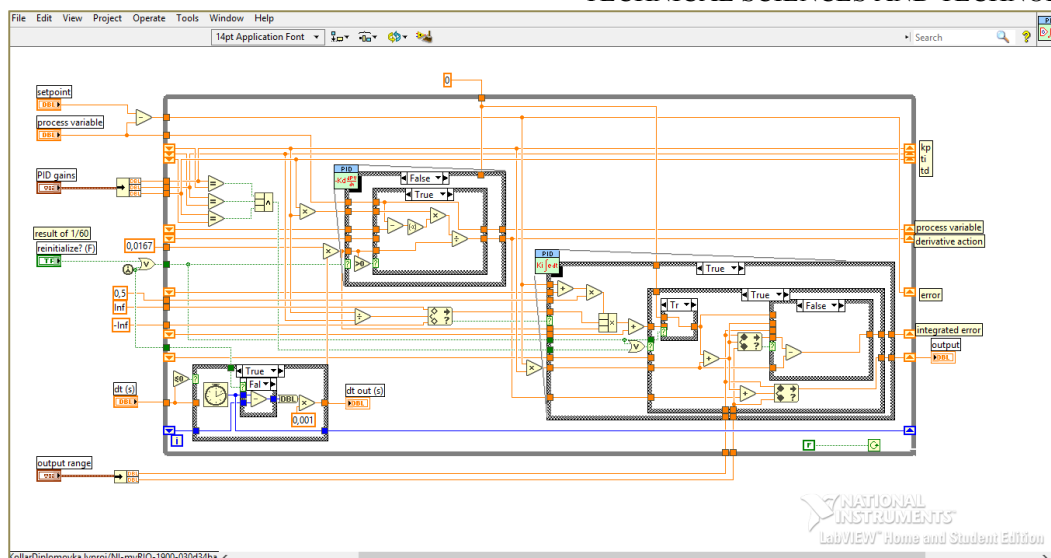 File Edit View Project Operate Tools Window Help
14pt Application Font
Search
setpoint
DBL
process variable
DBL
0
kp
ti
td
PID gains
PID
False
True
result of 1/60
reinitialize? (F)
TF
0,0167
process variable
derivative action
PID
Ki
True
0,5
Inf
-Inf
Tr
True
False
error
integrated error
output
DBL
True
Fal
dt (s)
DBL
DBL
0,001
dt out (s)
DBL
i
output range
NATIONAL
INSTRUMENTS
LabVIEW Home and Student Edition